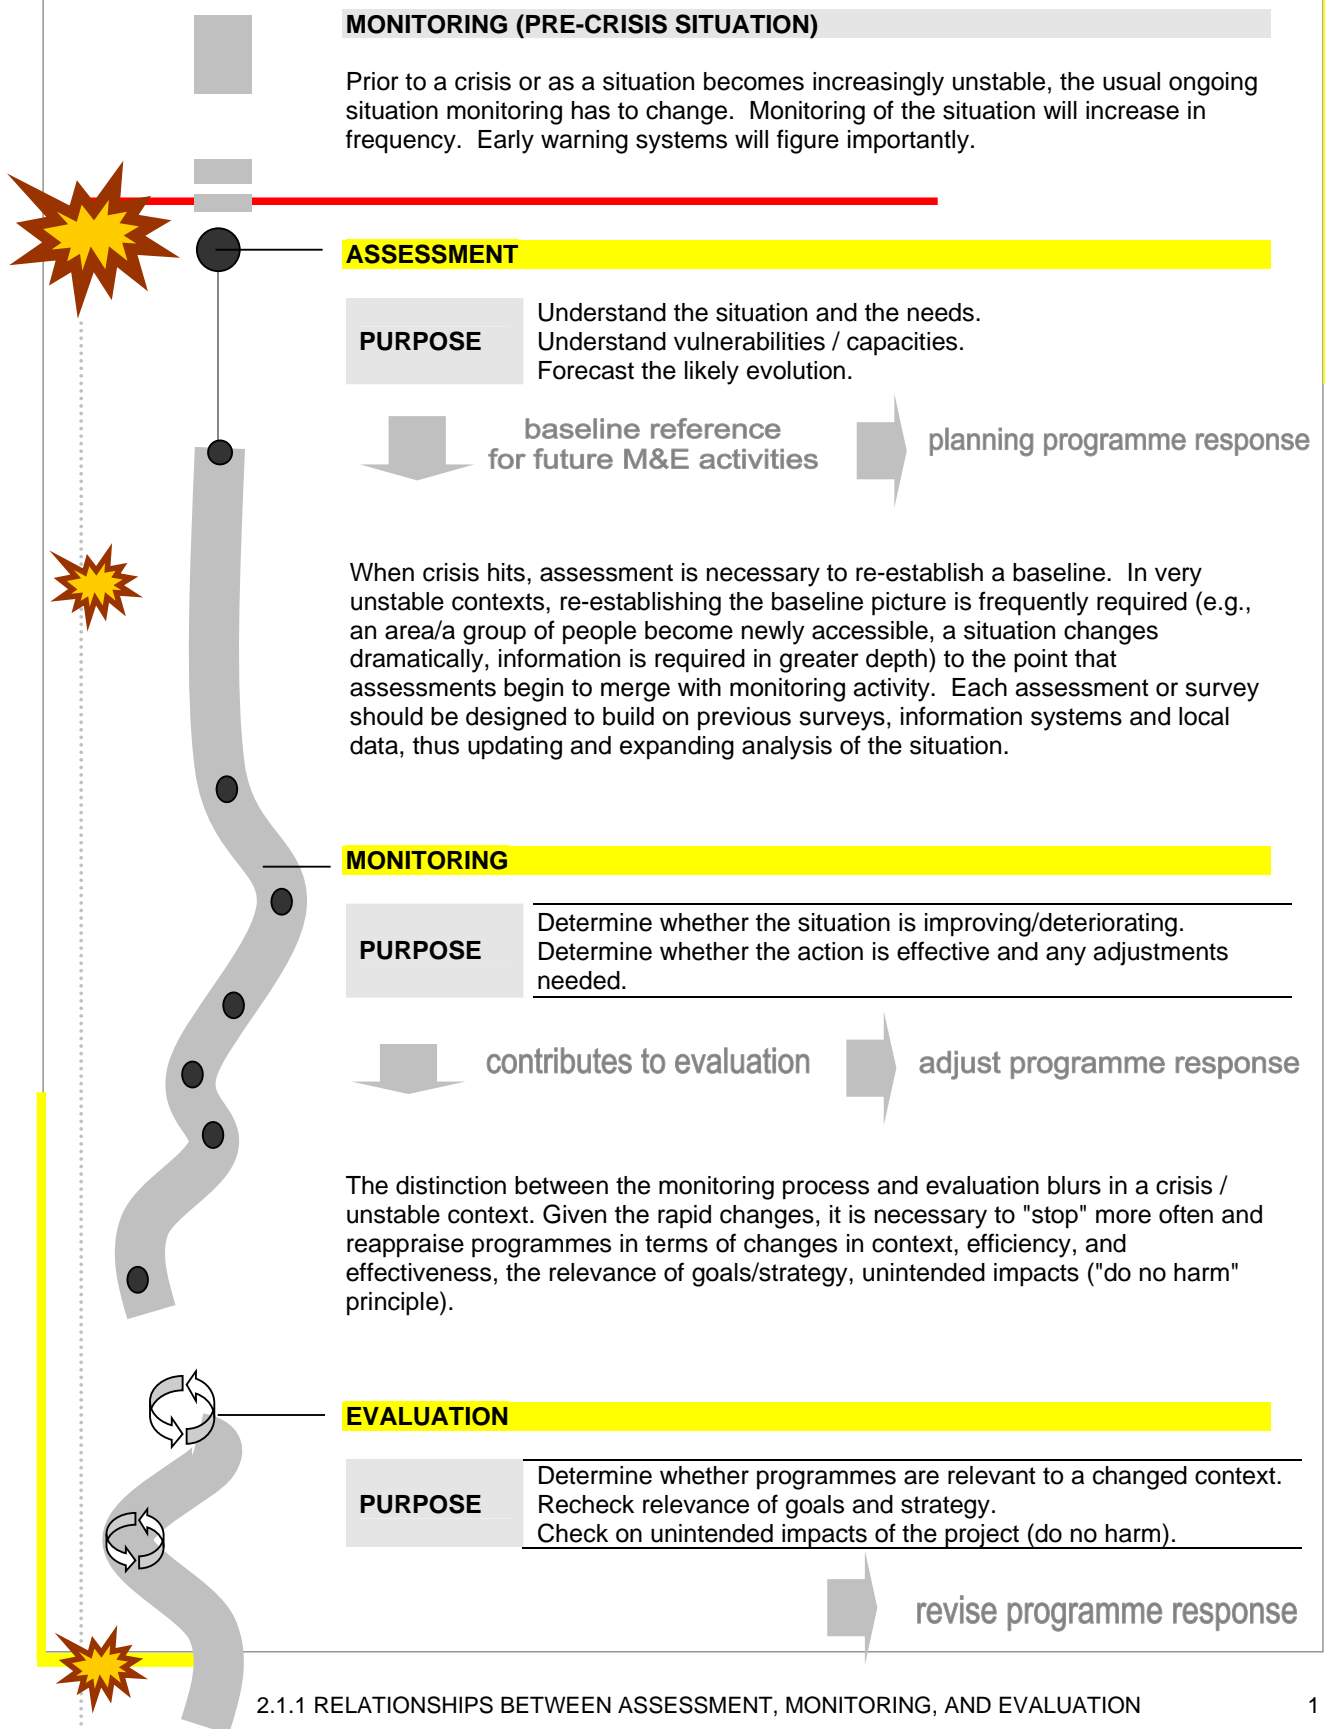 MONITORING (PRE-CRISIS SITUATION)
Prior to a crisis or as a situation becomes increasingly unstable, the usual ongoing
situation monitoring has to change.  Monitoring of the situation will increase in
frequency.  Early warning systems will figure importantly.
ASSESSMENT
PURPOSE
Understand the situation and the needs.
Understand vulnerabilities / capacities.
Forecast the likely evolution.
baseline reference
for future M&E activities
planning programme response
When crisis hits, assessment is necessary to re-establish a baseline.  In very
unstable contexts, re-establishing the baseline picture is frequently required (e.g.,
an area/a group of people become newly accessible, a situation changes
dramatically, information is required in greater depth) to the point that
assessments begin to merge with monitoring activity.  Each assessment or survey
should be designed to build on previous surveys, information systems and local
data, thus updating and expanding analysis of the situation.
MONITORING
PURPOSE
Determine whether the situation is improving/deteriorating.
Determine whether the action is effective and any adjustments
needed.
contributes to evaluation
adjust programme response
The distinction between the monitoring process and evaluation blurs in a crisis /
unstable context. Given the rapid changes, it is necessary to "stop" more often and
reappraise programmes in terms of changes in context, efficiency, and
effectiveness, the relevance of goals/strategy, unintended impacts ("do no harm"
principle).
EVALUATION
PURPOSE
Determine whether programmes are relevant to a changed context.
Recheck relevance of goals and strategy.
Check on unintended impacts of the project (do no harm).
revise programme response
2.1.1 RELATIONSHIPS BETWEEN ASSESSMENT, MONITORING, AND EVALUATION 1